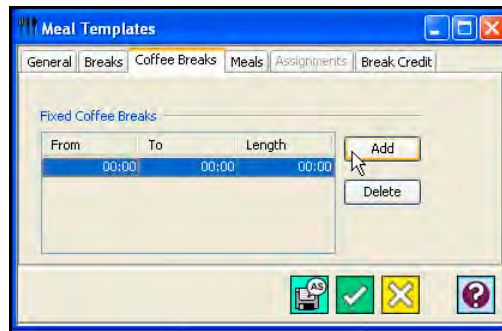 Meal Templates
General Breaks Coffee Breaks Meals Assignments Break Credit
Fixed Coffee Breaks
From To Length
00:00 00:00 00:00
Add
Delete
AS
?